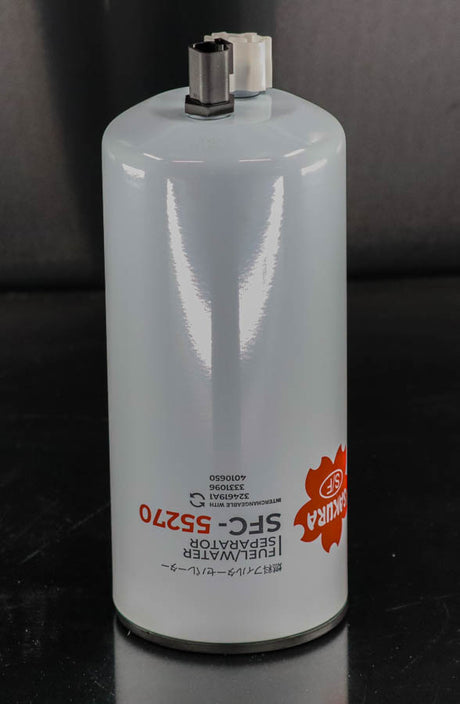 燃料フィルターセパレーター
FUEL/WATER
SEPARATOR
SFC- 55270
INTERCHANGEABLE WITH
324619A1
3331096
4010650
SAKURA
S/F